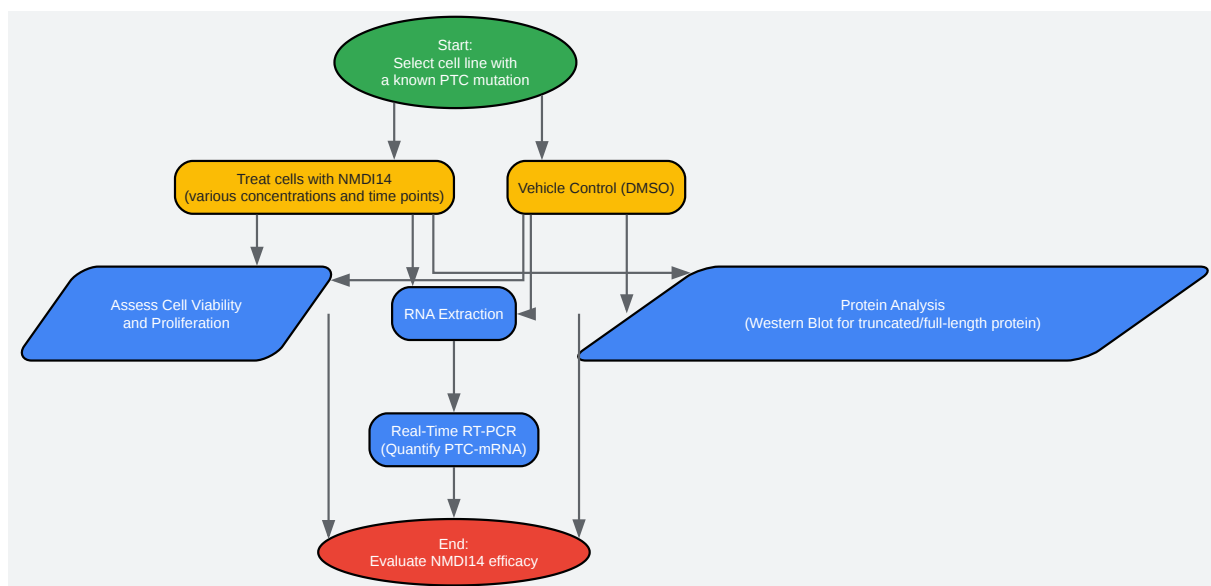 Start:
Select cell line with
a known PTC mutation
Treat cells with NMDI14
(various concentrations and time points)
Vehicle Control (DMSO)
Assess Cell Viability
and Proliferation
RNA Extraction
Protein Analysis
(Western Blot for truncated/full-length protein)
Real-Time RT-PCR
(Quantify PTC-mRNA)
End:
Evaluate NMDI14 efficacy